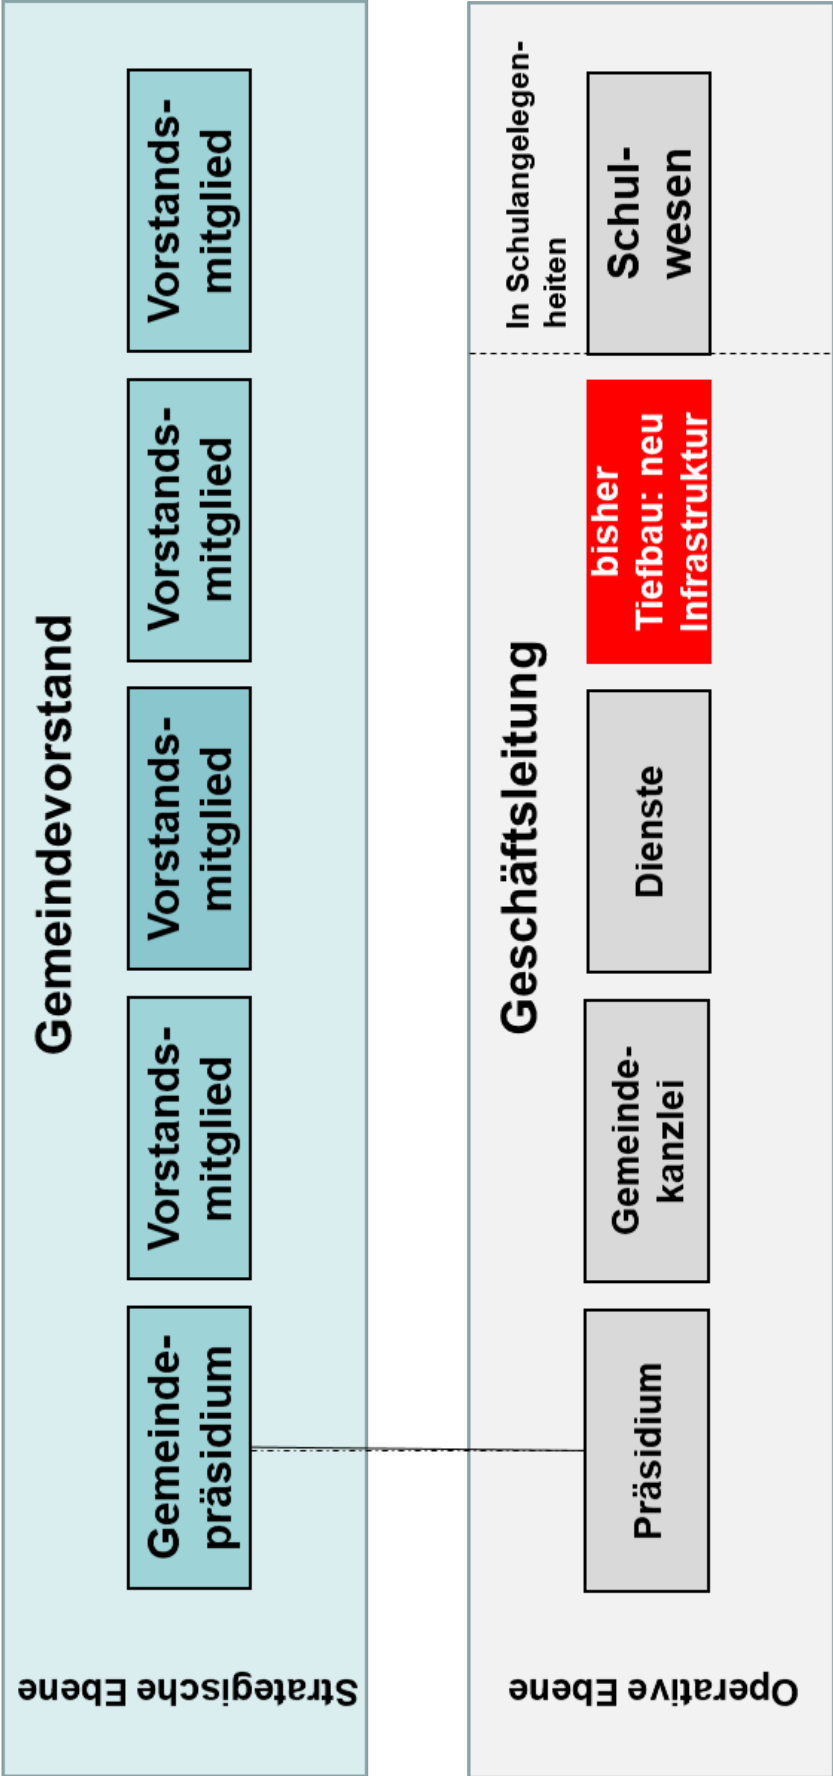 Strategische Ebene
Gemeindevorstand
Gemeinde-
präsidium
Vorstands-
mitglied
Vorstands-
mitglied
Vorstands-
mitglied
Vorstands-
mitglied
Operative Ebene
Geschäftsleitung
In Schulangelegen-
heiten
Präsidium
Gemeinde-
kanzlei
Dienste
bisher
Tiefbau: neu
Infrastruktur
Schul-
wesen